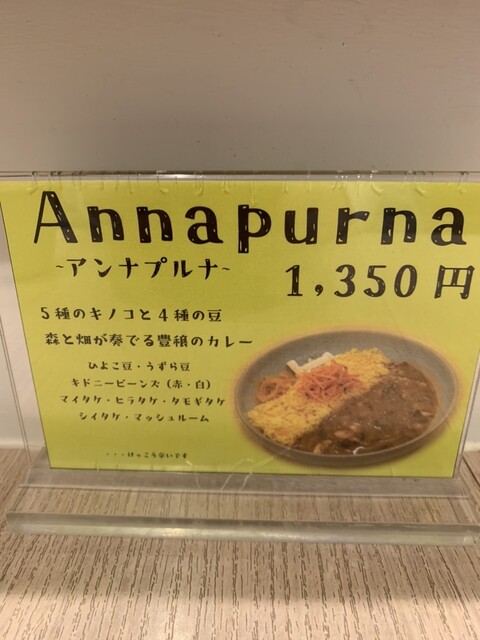 Annapurna
~アンナプルナ~
1,350円
5種のキノコと4種の豆
森と畑が奏でる豊穣のカレー
ひよこ豆・うずら豆
キドニービーンズ（赤・白）
マイタケ・ヒラタケ・タモギタケ
シイタケ・マッシュルーム
・・・けっこう辛いです